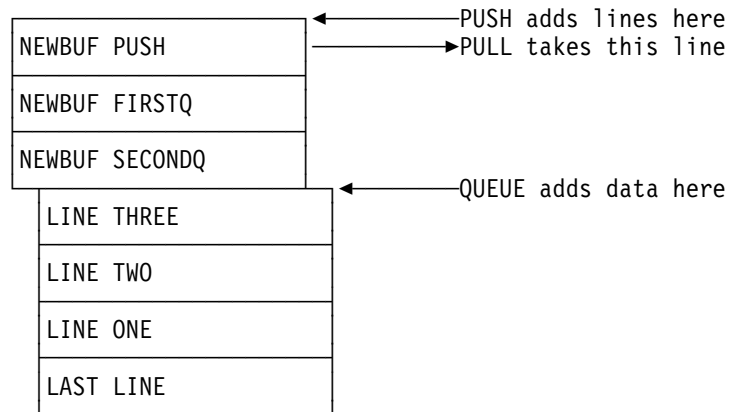 PUSH adds lines here
NEWBUF PUSH
PULL takes this line
NEWBUF FIRSTQ
NEWBUF SECONDQ
QUEUE adds data here
LINE THREE
LINE TWO
LINE ONE
LAST LINE